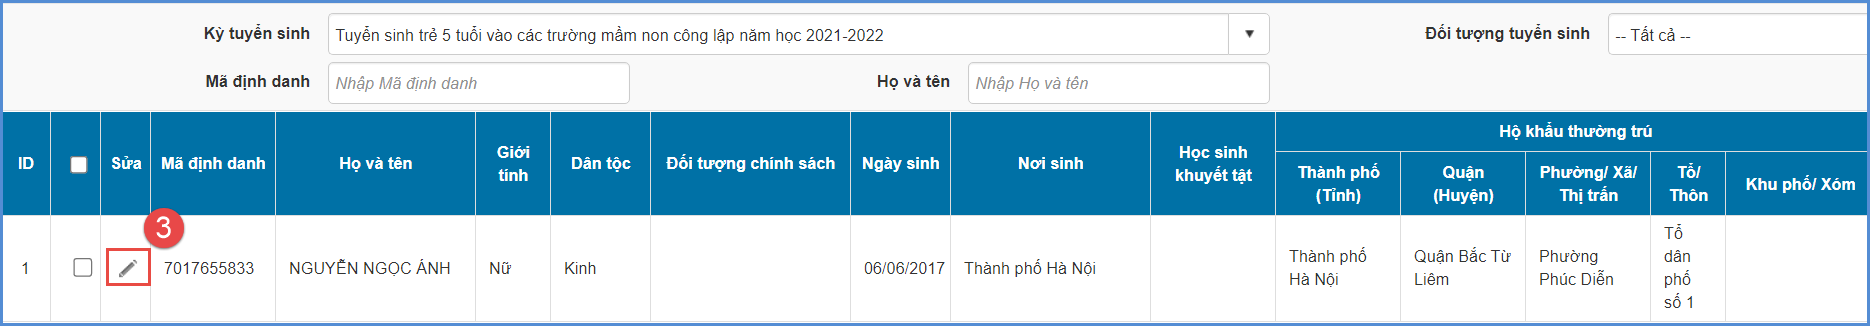 Kỳ tuyển sinh Tuyển sinh trẻ 5 tuổi vào các trường mầm non công lập năm học 2021-2022 Đối tượng tuyển sinh -- Tất cả --
Mã định danh Nhập Mã định danh Họ và tên Nhập Họ và tên
ID Sửa Mã định danh Họ và tên
Giới
tính
Dân tộc Đối tượng chính sách Ngày sinh Nơi sinh
Học sinh
khuyết tật
Hộ khẩu thường trú
Thành phố
(Tỉnh)
Quận
(Huyện)
Phường/ Xã/
Thị trấn
Tổ/
Thôn
Khu phố/ Xóm
3
1 7017655833 NGUYỄN NGỌC ÁNH Nữ Kinh 06/06/2017 Thành phố Hà Nội
Thành phố
Hà Nội
Quận Bắc Từ
Liêm
Phường
Phúc Diễn
Tổ
dân
phố
số 1